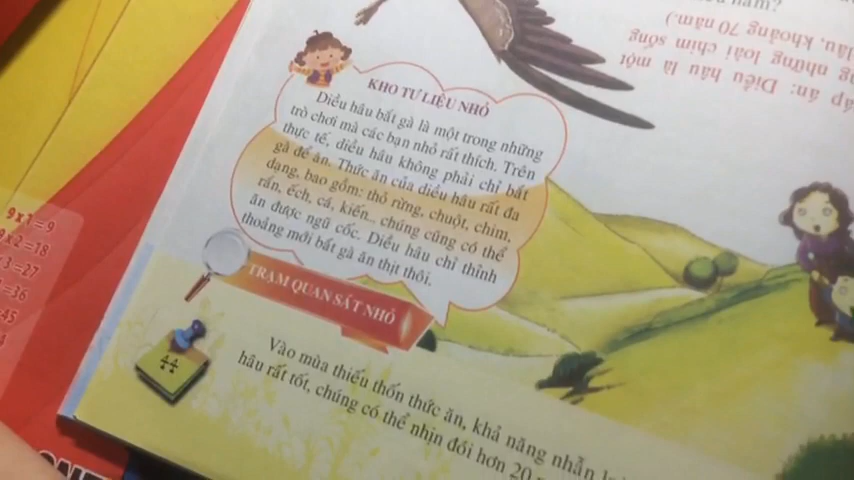 năm?
Đáp án: Diều hâu là một
những loài chim sống
lâu, khoảng 70 năm.)
KHO TƯ LIỆU NHỎ
Diều hâu bắt gà là một trong những
trò chơi mà các bạn nhỏ rất thích. Trên
thực tế, diều hâu không phải chỉ bắt
gà để ăn. Thức ăn của diều hâu rất đa
dạng, bao gồm: thỏ rừng, chuột, chim,
rắn, ếch, cá, kiến... chúng cũng có thể
ăn được ngũ cốc. Diều hâu chỉ thỉnh
thoảng mới bắt gà ăn thịt thôi.
TRẠM QUAN SÁT NHỎ
Vào mùa thiếu thốn thức ăn, khả năng nhẫn
hâu rất tốt, chúng có thể nhịn đói hơn 20
44
9x1=9
9x2=18
x3=27
=36
=45